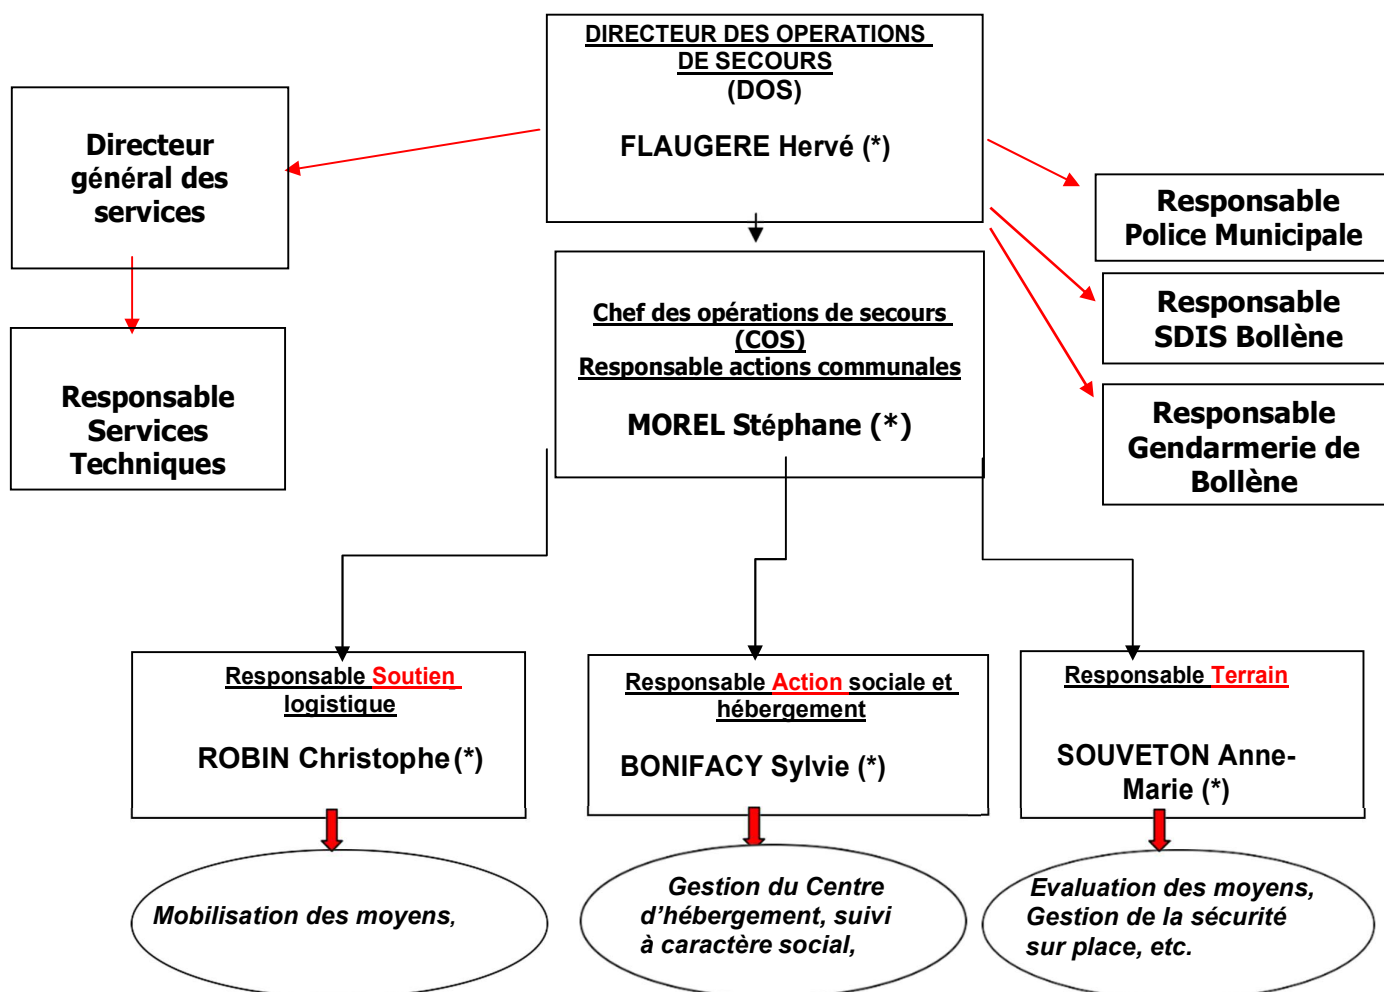 DIRECTEUR DES OPERATIONS
DE SECOURS
(DOS)
FLAUGERE Hervé (*)
Directeur
général des
services
Responsable
Police Municipale
Responsable
SDIS Bollène
Responsable
Gendarmerie de
Bollène
Chef des opérations de secours
(COS)
Responsable actions communales
MOREL Stéphane (*)
Responsable
Services
Techniques
Responsable Soutien
logistique
ROBIN Christophe (*)
Responsable Action sociale et
hébergement
BONIFACY Sylvie (*)
Responsable Terrain
SOUVETON Anne-
Marie (*)
Mobilisation des moyens,
Gestion du Centre
d’hébergement, suivi
à caractère social,
Evaluation des moyens,
Gestion de la sécurité
sur place, etc.